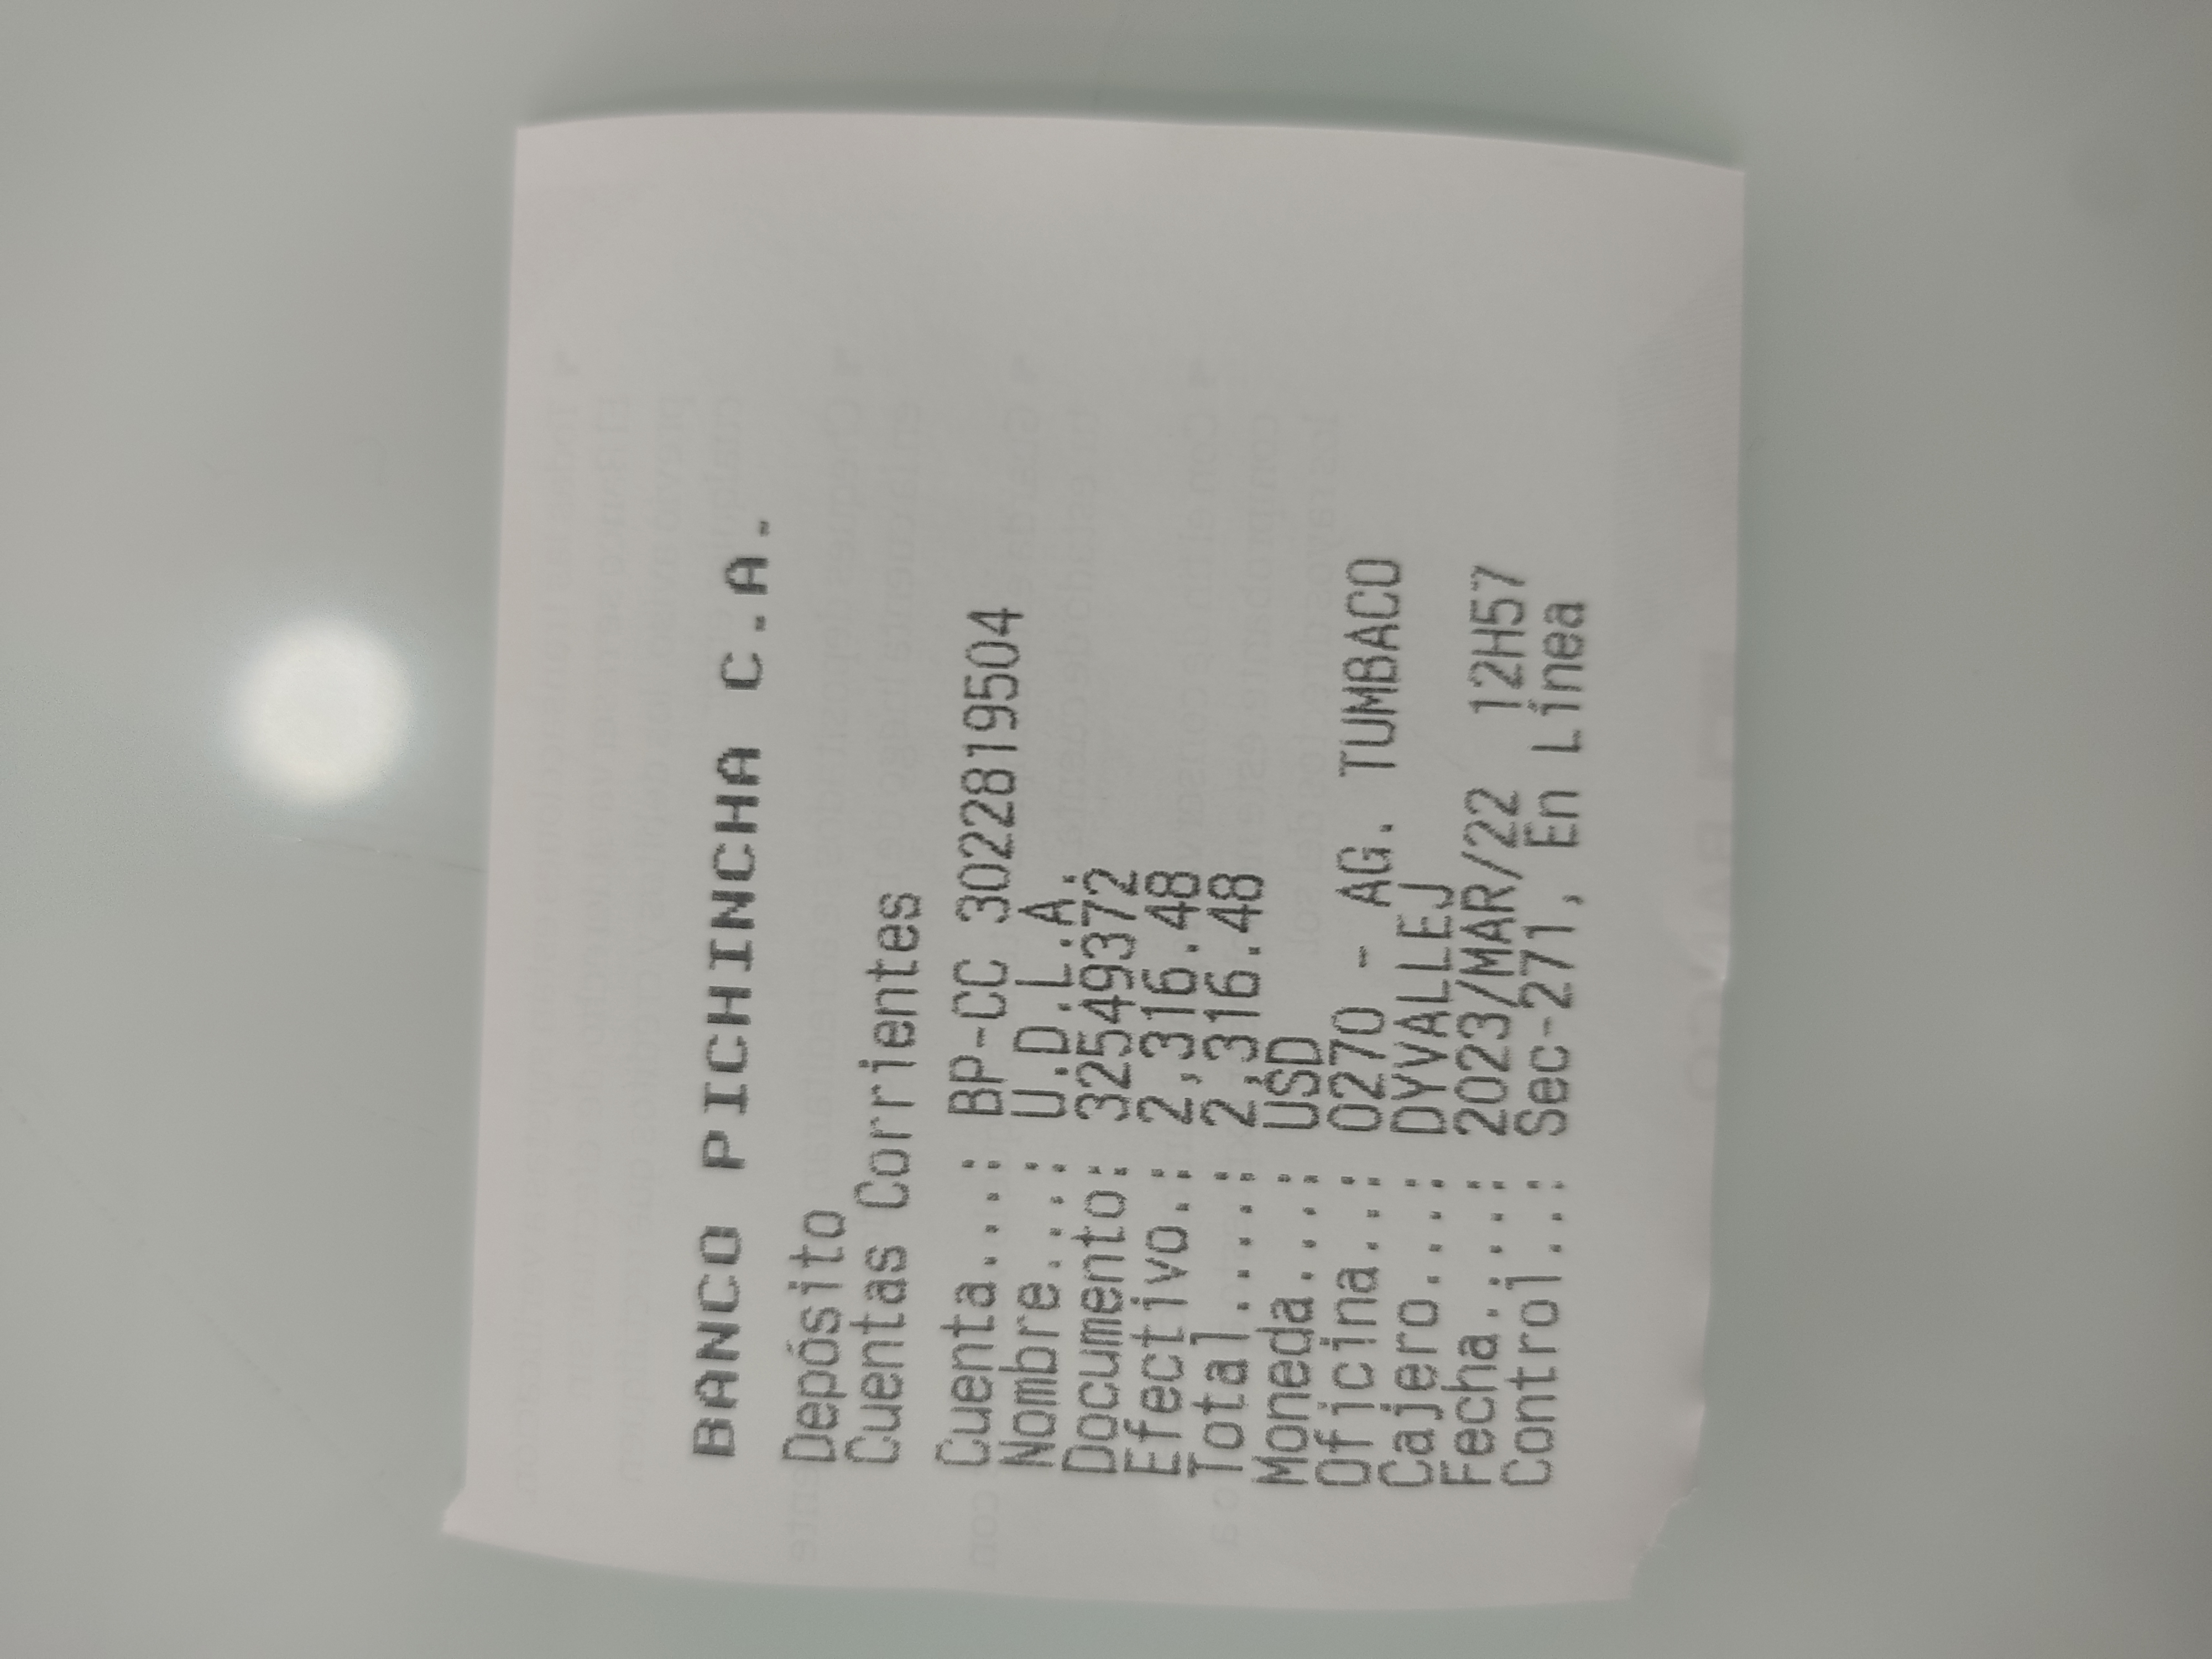 BANCO PICHINCHA C.A.
Depósito
Cuentas Corrientes
Cuenta...: BP-CC 3022819504
Nombre...: U.D.L.A.
Documento: 32549372
Efectivo.: 2,316.48
Total....: 2,316.48
Moneda...: USD
Oficina..: 0270 - AG. TUMBACO
Cajero...: DYVALLEJ
Fecha....: 2023/MAR/22 12H57
Control..: Sec-271, En Línea